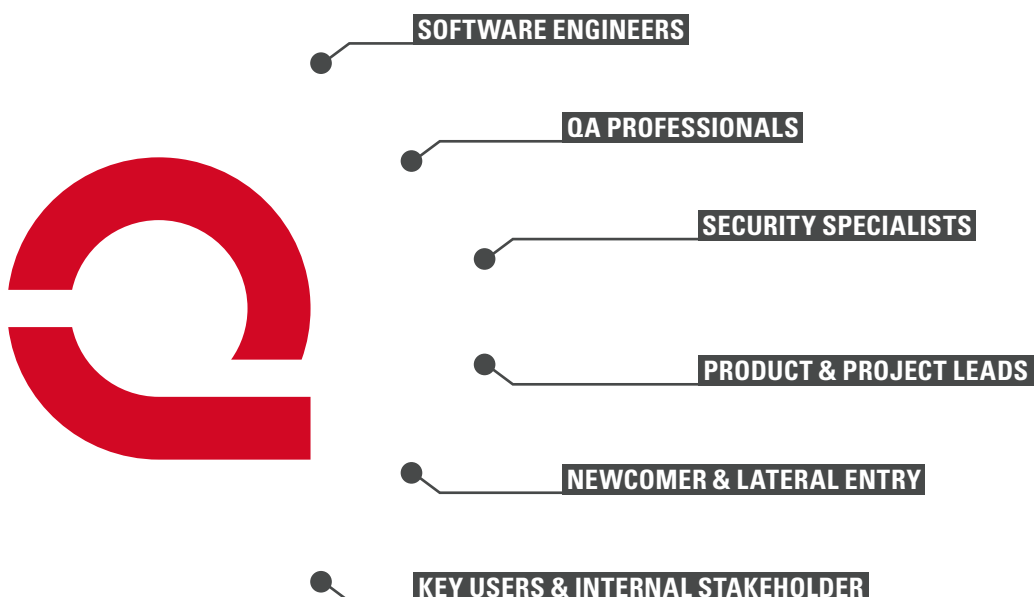 SOFTWARE ENGINEERS
QA PROFESSIONALS
SECURITY SPECIALISTS
PRODUCT & PROJECT LEADS
NEWCOMER & LATERAL ENTRY
KEY USERS & INTERNAL STAKEHOLDER